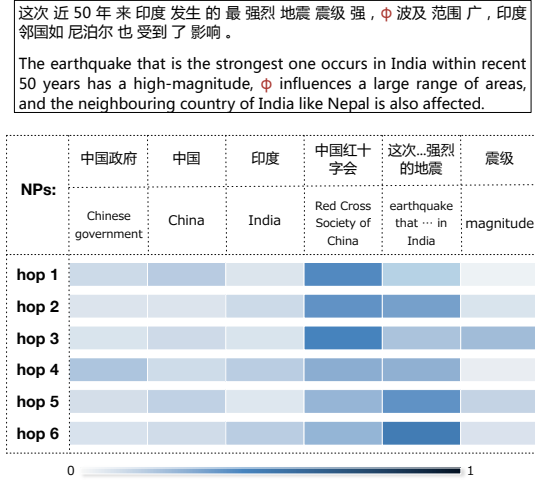 这次 近 50 年 来 印度 发生 的 最 强烈 地震 震级 强 , ф 波及 范围 广 , 印度
邻国如 尼泊尔 也 受到 了 影响 。
The earthquake that is the strongest one occurs in India within recent
50 years has a high-magnitude, ф influences a large range of areas,
and the neighbouring country of India like Nepal is also affected.
NPs:
中国政府 中国 印度 中国红十 这次...强烈 震级
字会 的地震
Chinese China India Red Cross earthquake magnitude
government Society of that ··· in
China India
hop 1
hop 2
hop 3
hop 4
hop 5
hop 6
0 1